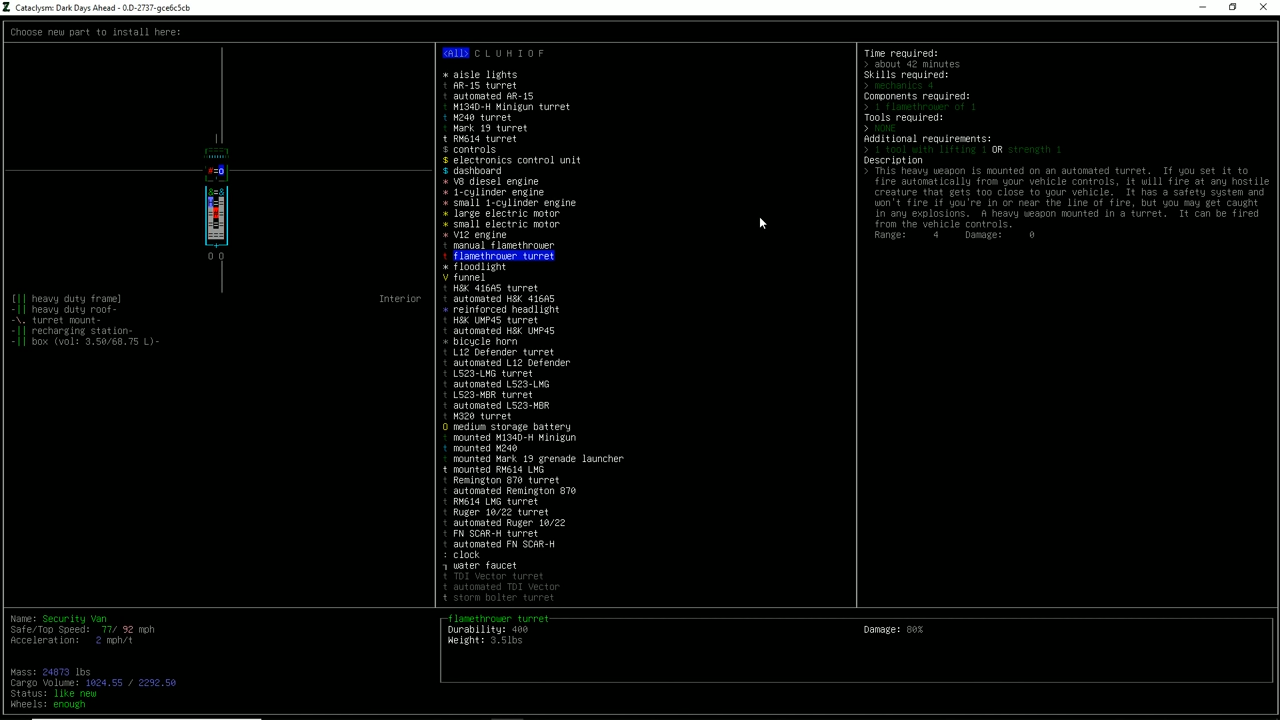 Cataclysm: Dark Days Ahead - 0.D-2737-gce6c5cb
Choose new part to install here:
[|| heavy duty frame] Interior
-|| heavy duty roof-
-\. turret mount-
-|| recharging station-
-|| box (vol: 3.50/68.75 L)-
<All> C L U H I O F
* aisle lights
t AR-15 turret
t automated AR-15
t M134D-H Minigun turret
t M240 turret
t Mark 19 turret
t RM614 turret
$ controls
$ electronics control unit
$ dashboard
* V8 diesel engine
* 1-cylinder engine
* small 1-cylinder engine
* large electric motor
* small electric motor
* V12 engine
t manual flamethrower
t flamethrower turret
* floodlight
V funnel
t H&K 416A5 turret
t automated H&K 416A5
* reinforced headlight
t H&K UMP45 turret
t automated H&K UMP45
* bicycle horn
t L12 Defender turret
t automated L12 Defender
t L523-LMG turret
t automated L523-LMG
t L523-MBR turret
t automated L523-MBR
t M320 turret
O medium storage battery
t mounted M134D-H Minigun
t mounted M240
t mounted Mark 19 grenade launcher
t mounted RM614 LMG
t Remington 870 turret
t automated Remington 870
t RM614 LMG turret
t Ruger 10/22 turret
t automated Ruger 10/22
t FN SCAR-H turret
t automated FN SCAR-H
: clock
water faucet
t TDI Vector turret
t automated TDI Vector
t storm bolter turret
Time required:
> about 42 minutes
Skills required:
> mechanics 4
Components required:
> 1 flamethrower of 1
Tools required:
> NONE
Additional requirements:
> 1 tool with lifting 1 OR strength 1
Description
> This heavy weapon is mounted on an automated turret. If you set it to
fire automatically from your vehicle controls, it will fire at any hostile
creature that gets too close to your vehicle. It has a safety system and
won't fire if you're in or near the line of fire, but you may get caught
in any explosions. A heavy weapon mounted in a turret. It can be fired
from the vehicle controls.
Range: 4 Damage: 0
Name: Security Van
Safe/Top Speed: 77/ 92 mph
Acceleration: 2 mph/t
Mass: 24873 lbs
Cargo Volume: 1024.55 / 2292.50
Status: like new
Wheels: enough
flamethrower turret
Durability: 400 Damage: 80%
Weight: 3.5lbs